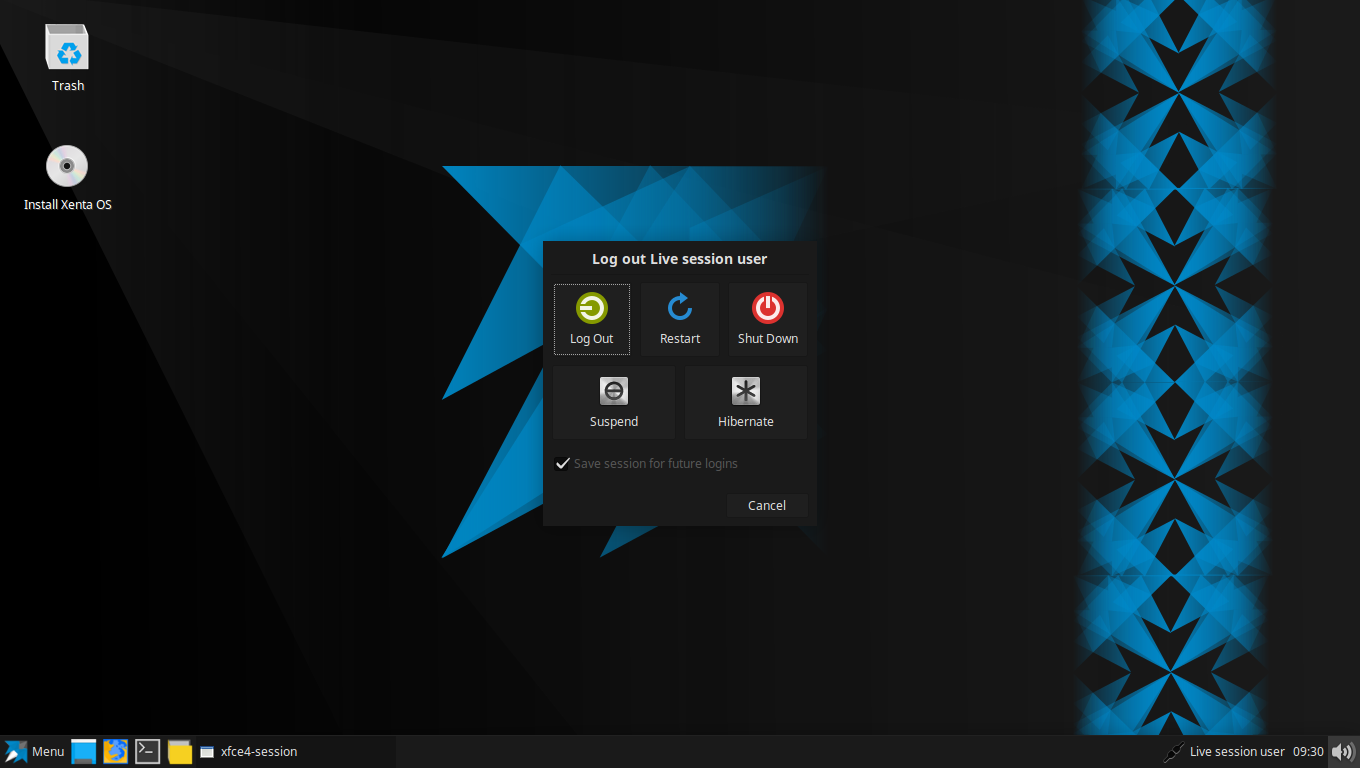 Trash
Install Xenta OS
Log out Live session user
Log Out Restart Shut Down
Suspend Hibernate
Save session for future logins
Cancel
Menu xfce4-session Live session user 09:30